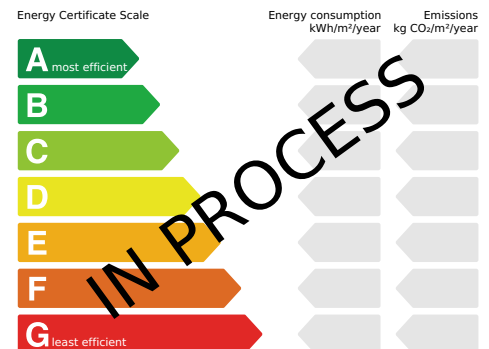 Energy Certificate Scale
Energy consumption
kWh/m²/year
Emissions
kg CO₂/m²/year
A most efficient
B
C
D
E
F
G least efficient
IN PROCESS